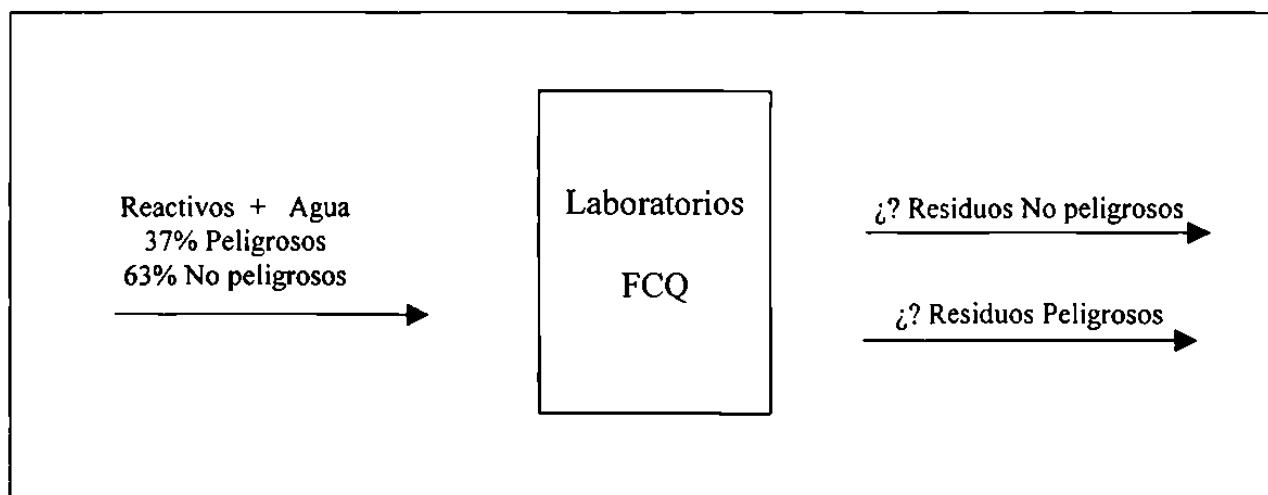 Reactivos + Agua
37% Peligrosos
63% No peligrosos
Laboratorios
FCQ
¿? Residuos No peligrosos
¿? Residuos Peligrosos